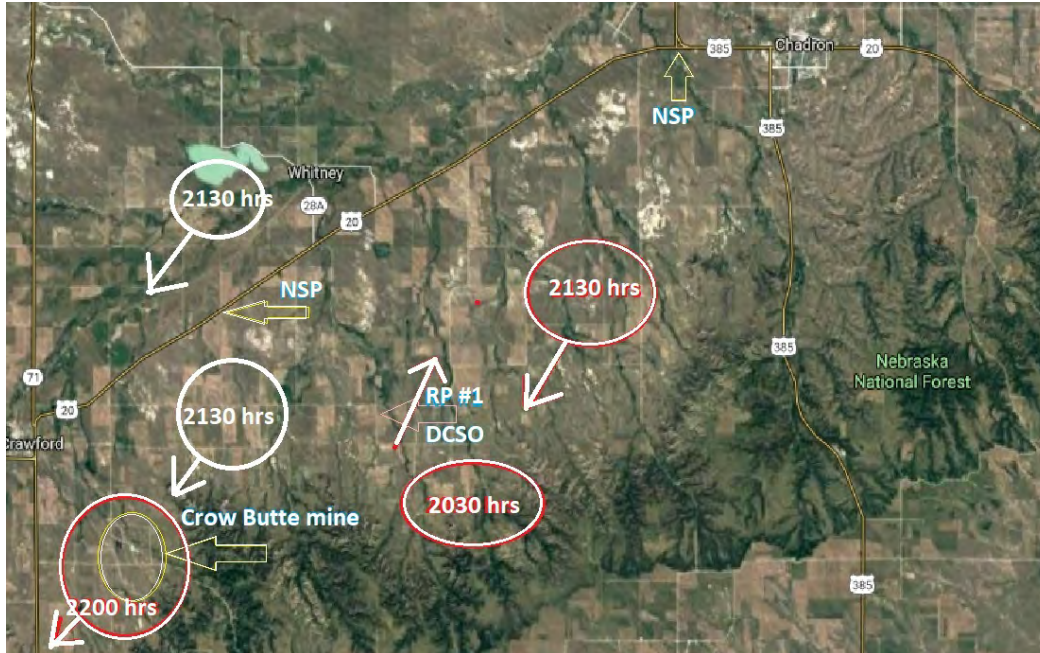 385
Chadron
20
NSP
385
Whitney
2130 hrs
28A
20
NSP
2130 hrs
385
Nebraska
National Forest
71
RP #1
20
2130 hrs
DCSO
Crawford
2030 hrs
Crow Butte mine
385
2200 hrs